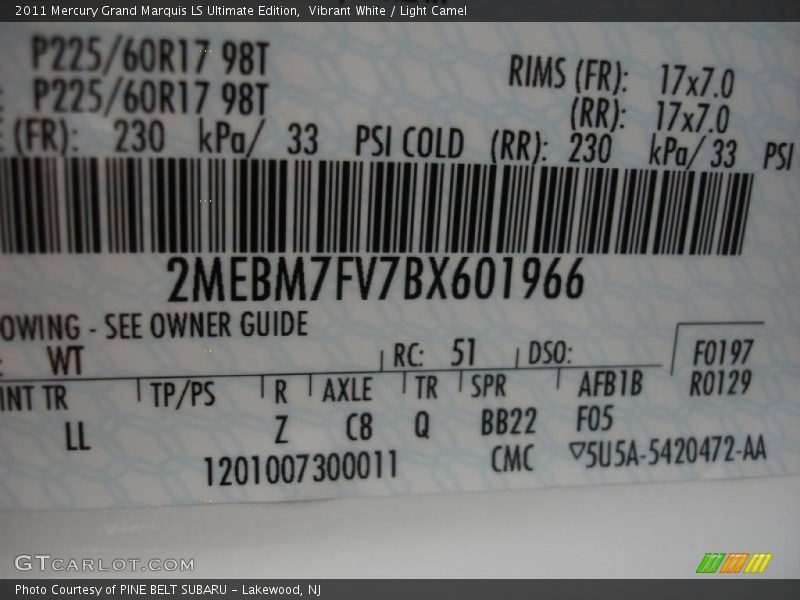 2011 Mercury Grand Marquis LS Ultimate Edition,  Vibrant White / Light Camel
P225/60R17 98T
P225/60R17 98T
RIMS (FR): 17x7.0
(RR): 17x7.0
(FR): 230 kPa/ 33 PSI COLD (RR): 230 kPa/ 33 PSI
2MEBM7FV7BX601966
OWING - SEE OWNER GUIDE
: WT RC: 51 DSO: F0197
INT TR TP/PS R AXLE TR SPR AFB1B R0129
LL Z C8 Q BB22 F05
1201007300011 CMC ▽5U5A-5420472-AA
GTCARLOT.COM
Photo Courtesy of PINE BELT SUBARU – Lakewood, NJ